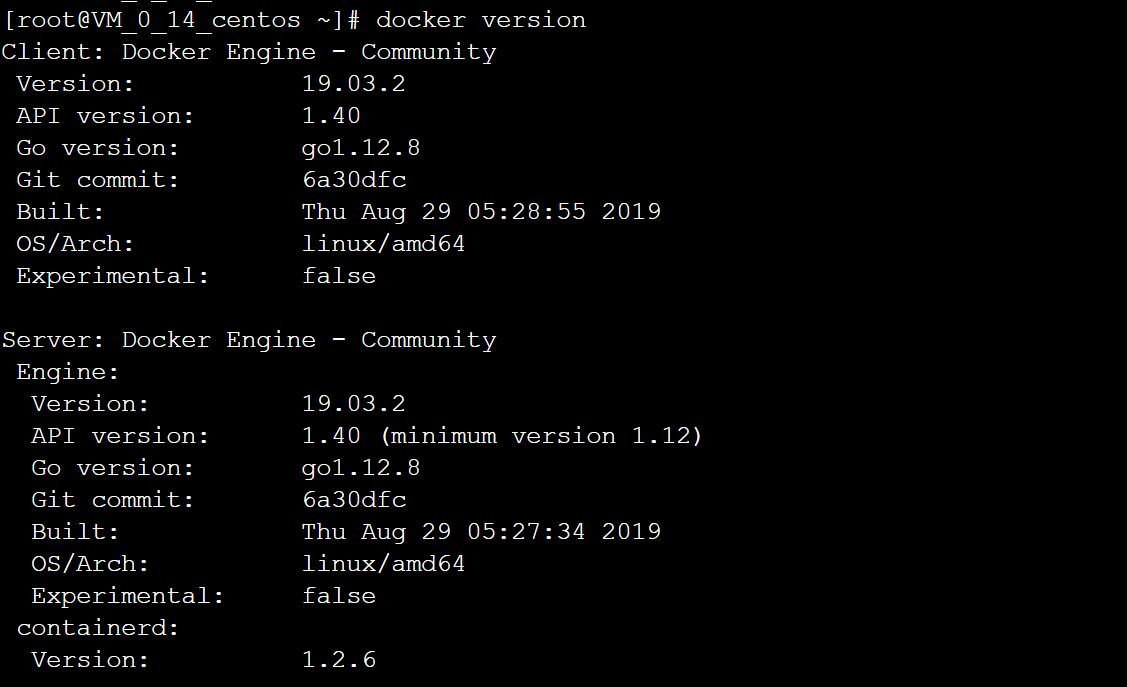 [root@VM_0_14_centos ~]# docker version
Client: Docker Engine - Community
 Version:           19.03.2
 API version:       1.40
 Go version:        go1.12.8
 Git commit:        6a30dfc
 Built:             Thu Aug 29 05:28:55 2019
 OS/Arch:           linux/amd64
 Experimental:      false

Server: Docker Engine - Community
 Engine:
  Version:          19.03.2
  API version:      1.40 (minimum version 1.12)
  Go version:       go1.12.8
  Git commit:       6a30dfc
  Built:            Thu Aug 29 05:27:34 2019
  OS/Arch:          linux/amd64
  Experimental:     false
 containerd:
  Version:          1.2.6